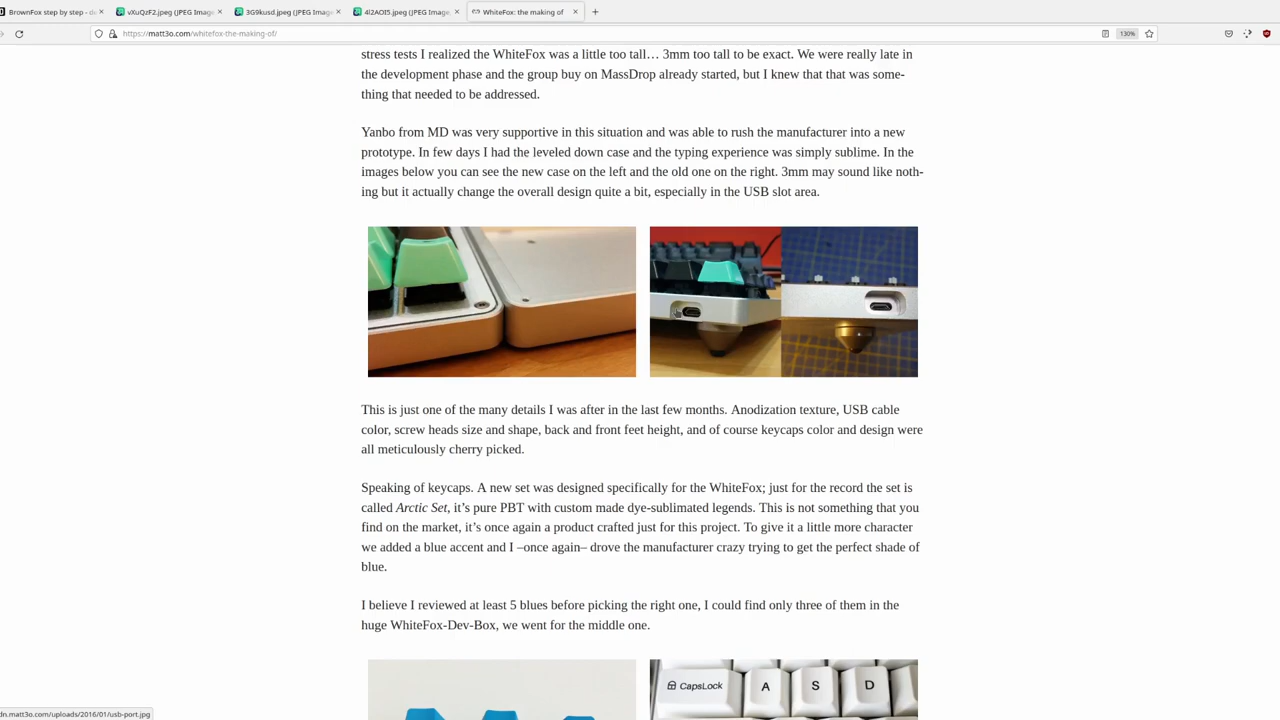 BrownFox step by step - de
vXuQzF2.jpeg (JPEG Imag
3G9kusd.jpeg (JPEG Imag
4l2AOI5.jpeg (JPEG Image,
WhiteFox: the making of
https://matt3o.com/whitefox-the-making-of/
130%
stress tests I realized the WhiteFox was a little too tall… 3mm too tall to be exact. We were really late in
the development phase and the group buy on MassDrop already started, but I knew that that was some-
thing that needed to be addressed.
Yanbo from MD was very supportive in this situation and was able to rush the manufacturer into a new
prototype. In few days I had the leveled down case and the typing experience was simply sublime. In the
images below you can see the new case on the left and the old one on the right. 3mm may sound like noth-
ing but it actually change the overall design quite a bit, especially in the USB slot area.
This is just one of the many details I was after in the last few months. Anodization texture, USB cable
color, screw heads size and shape, back and front feet height, and of course keycaps color and design were
all meticulously cherry picked.
Speaking of keycaps. A new set was designed specifically for the WhiteFox; just for the record the set is
called Arctic Set, it's pure PBT with custom made dye-sublimated legends. This is not something that you
find on the market, it's once again a product crafted just for this project. To give it a little more character
we added a blue accent and I –once again– drove the manufacturer crazy trying to get the perfect shade of
blue.
I believe I reviewed at least 5 blues before picking the right one, I could find only three of them in the
huge WhiteFox-Dev-Box, we went for the middle one.
CapsLock A S D
dn.matt3o.com/uploads/2016/01/usb-port.jpg